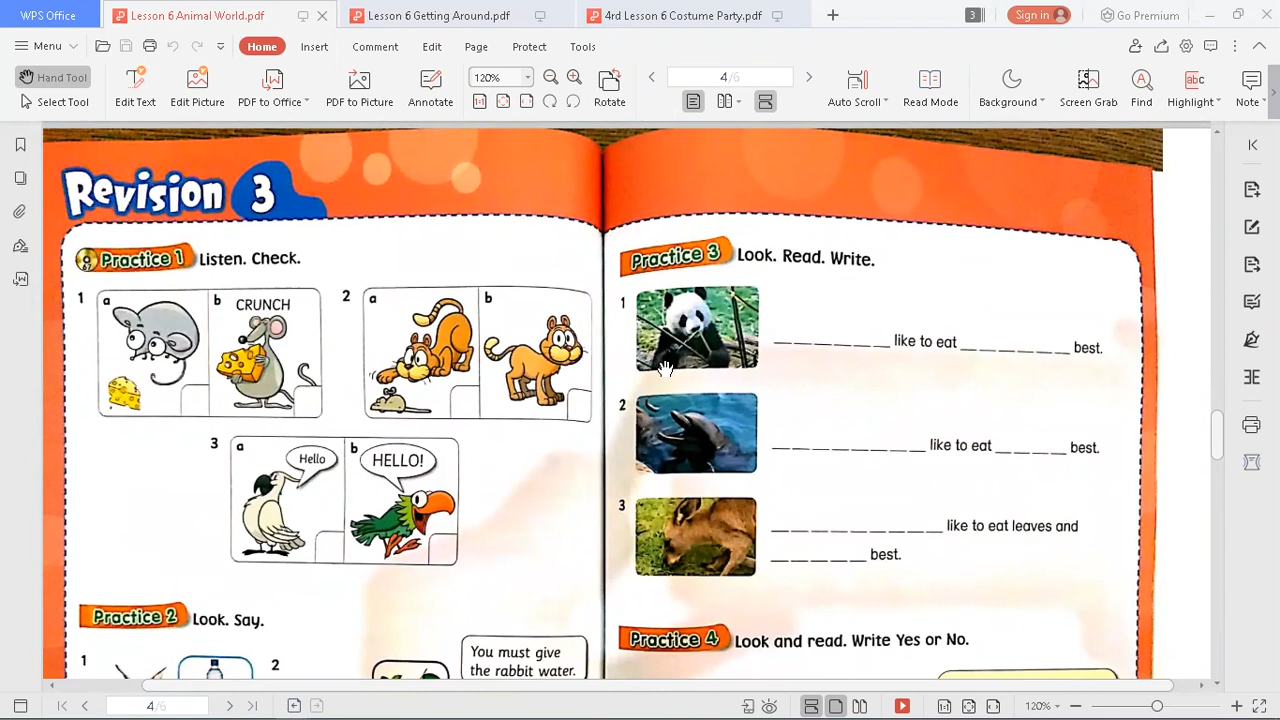 WPS Office
Lesson 6 Animal World.pdf
Lesson 6 Getting Around.pdf
4rd Lesson 6 Costume Party.pdf
3
Sign in
Go Premium
Menu
Home
Insert
Comment
Edit
Page
Protect
Tools
Hand Tool
Select Tool
Edit Text
Edit Picture
PDF to Office
PDF to Picture
Annotate
120%
Rotate
4/6
Auto Scroll
Read Mode
Background
Screen Grab
Find
Highlight
Note
Revision 3
Practice 1 Listen. Check.
1
a
b
CRUNCH
2
a
b
3
a
Hello
b
HELLO!
Practice 2 Look. Say.
1
2
You must give
the rabbit water.
Practice 3 Look. Read. Write.
1
_ _ _ _ _ _ _ like to eat _ _ _ _ _ _ best.
2
_ _ _ _ _ _ _ _ like to eat _ _ _ _ best.
3
_ _ _ _ _ _ _ _ _ like to eat leaves and
_ _ _ _ _ best.
Practice 4 Look and read. Write Yes or No.
4/6
120%